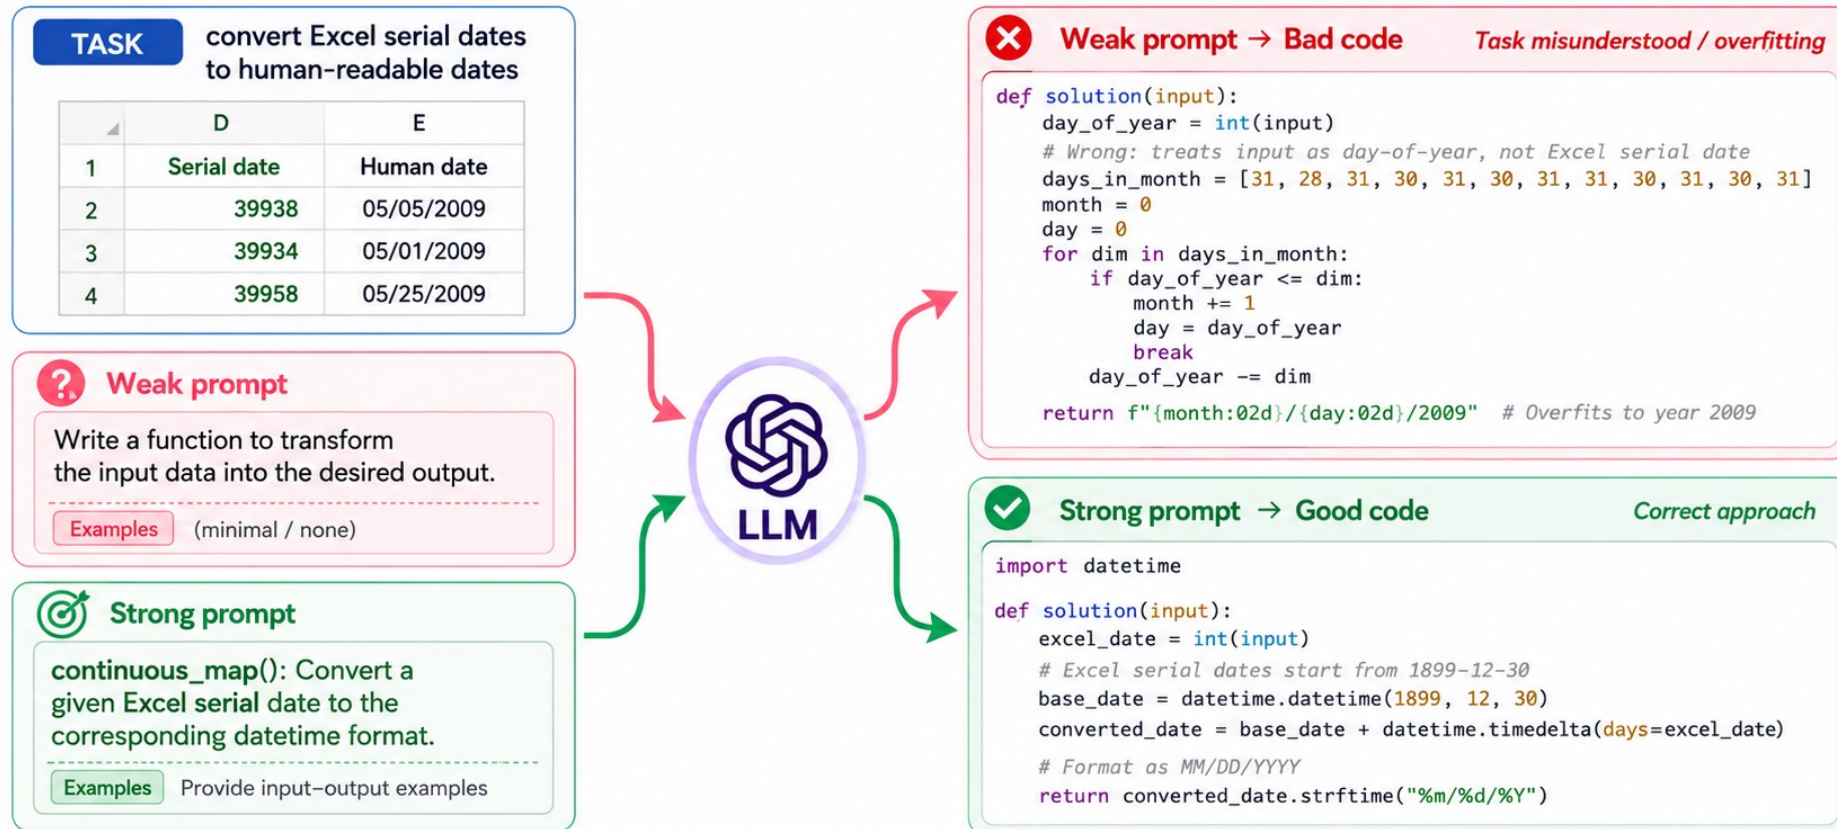 TASK
convert Excel serial dates
to human-readable dates
D E
1 Serial date Human date
2 39938 05/05/2009
3 39934 05/01/2009
4 39958 05/25/2009
? Weak prompt
Write a function to transform
the input data into the desired output.
Examples (minimal / none)
Strong prompt
continuous_map(): Convert a
given Excel serial date to the
corresponding datetime format.
Examples Provide input-output examples
LLM
Weak prompt → Bad code Task misunderstood / overfitting
def solution(input):
    day_of_year = int(input)
    # Wrong: treats input as day-of-year, not Excel serial date
    days_in_month = [31, 28, 31, 30, 31, 30, 31, 31, 30, 31, 30, 31]
    month = 0
    day = 0
    for dim in days_in_month:
        if day_of_year <= dim:
            month += 1
            day = day_of_year
            break
        day_of_year -= dim
    return f"{month:02d}/{day:02d}/2009"  # Overfits to year 2009
Strong prompt → Good code Correct approach
import datetime
def solution(input):
    excel_date = int(input)
    # Excel serial dates start from 1899-12-30
    base_date = datetime.datetime(1899, 12, 30)
    converted_date = base_date + datetime.timedelta(days=excel_date)
    # Format as MM/DD/YYYY
    return converted_date.strftime("%m/%d/%Y")